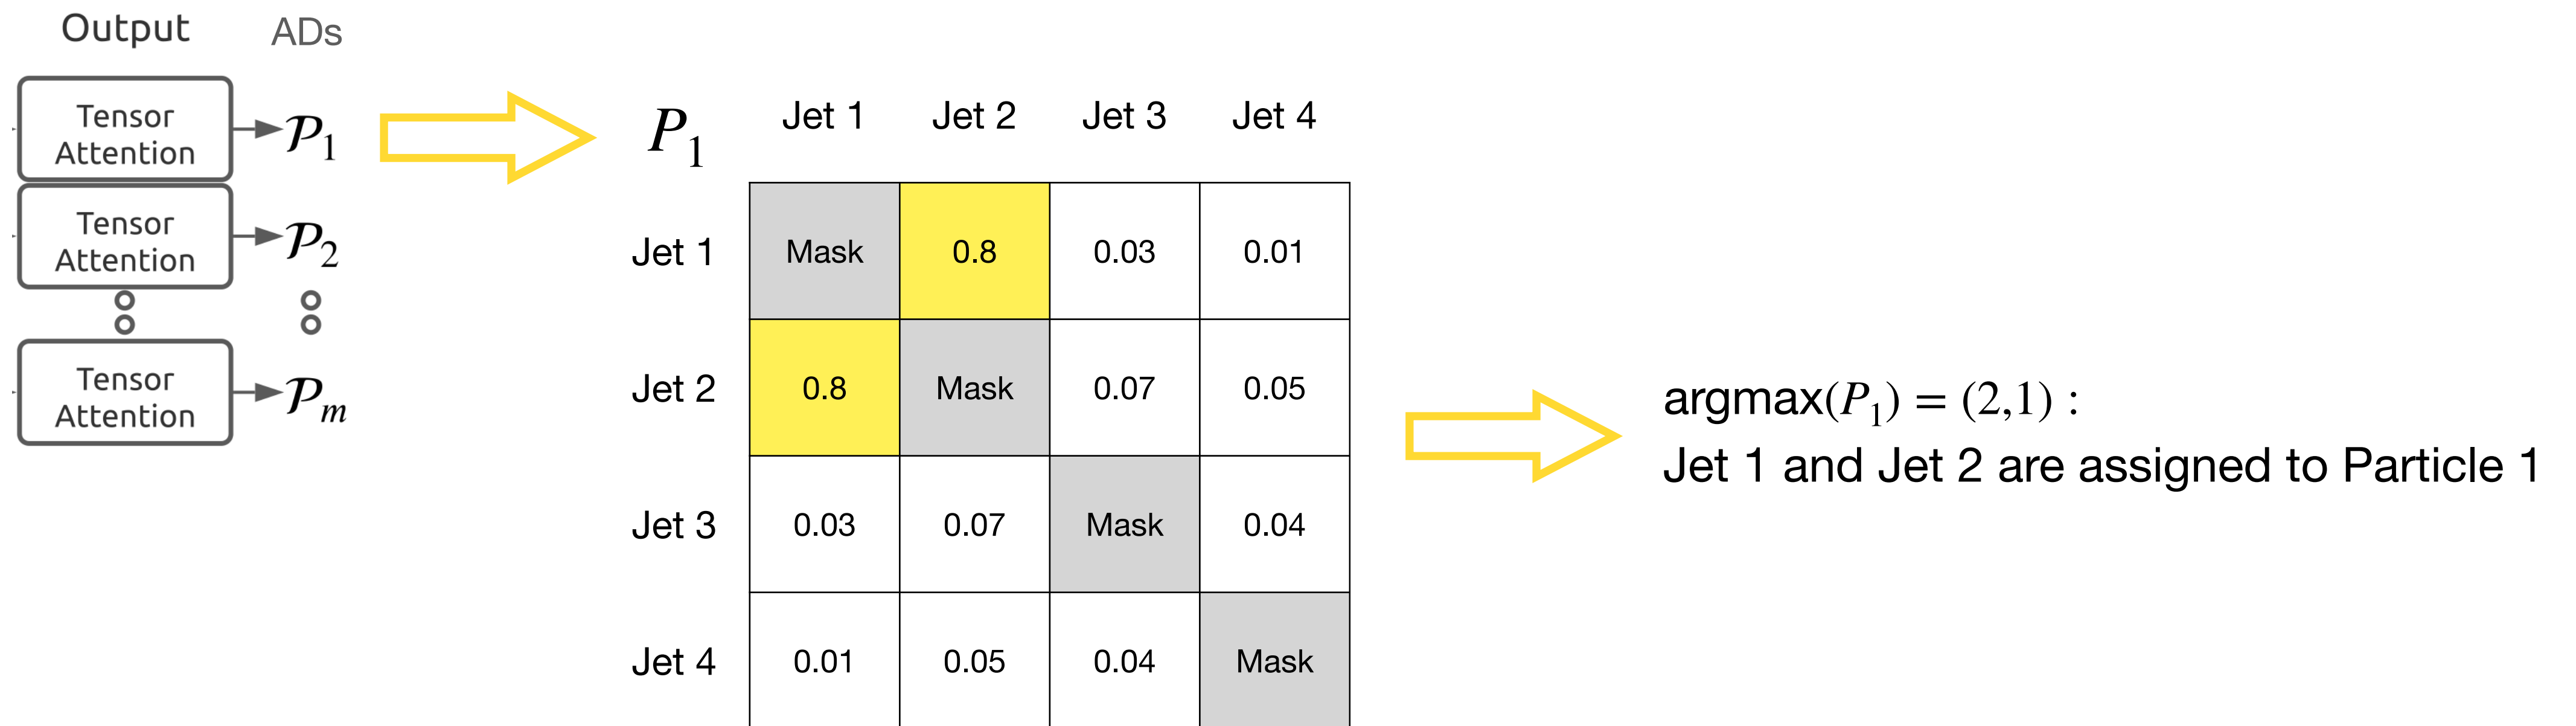 Output ADs
Tensor
Attention
𝒫1
Tensor
Attention
𝒫2
Tensor
Attention
𝒫m
P1 Jet 1 Jet 2 Jet 3 Jet 4
Jet 1 Mask 0.8 0.03 0.01
Jet 2 0.8 Mask 0.07 0.05
Jet 3 0.03 0.07 Mask 0.04
Jet 4 0.01 0.05 0.04 Mask
argmax(P1) = (2,1) :
Jet 1 and Jet 2 are assigned to Particle 1